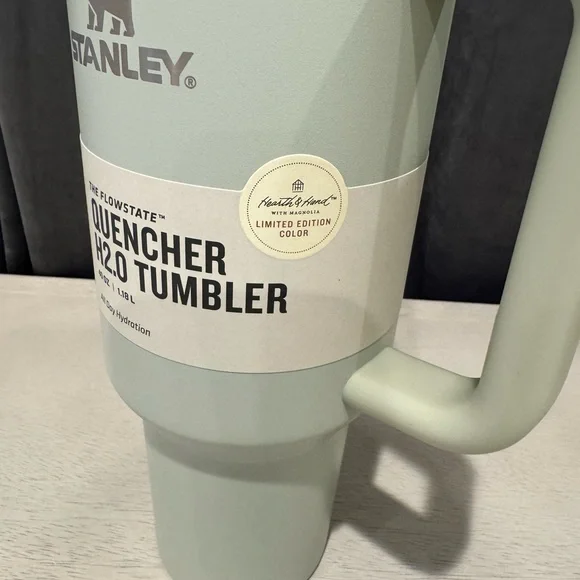 STANLEY®
THE FLOWSTATE™
QUENCHER
H2.0 TUMBLER
40 OZ | 1.18 L
All Day Hydration
Hearth & Hand™
WITH MAGNOLIA
LIMITED EDITION
COLOR